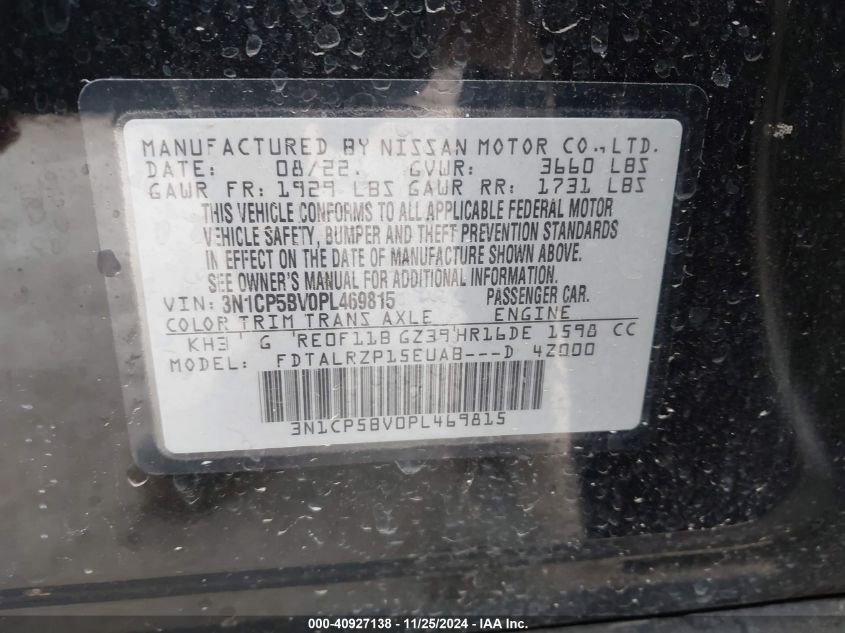 MANUFACTURED BY NISSAN MOTOR CO.,LTD.
DATE: 08/22. GVWR: 3660 LBS
GAWR FR: 1929 LBS GAWR RR: 1731 LBS
THIS VEHICLE CONFORMS TO ALL APPLICABLE FEDERAL MOTOR
VEHICLE SAFETY, BUMPER AND THEFT PREVENTION STANDARDS
IN EFFECT ON THE DATE OF MANUFACTURE SHOWN ABOVE.
SEE OWNER'S MANUAL FOR ADDITIONAL INFORMATION.
VIN: 3N1CP5BV0PL469815 PASSENGER CAR.
COLOR TRIM TRANS AXLE ENGINE
KH3 G RE0F11B GZ39 HR16DE 1598 CC
MODEL: FDTALRZP15EUAB---D 4Z000
3N1CP5BV0PL469815
000-40927138 - 11/25/2024 - IAA Inc.